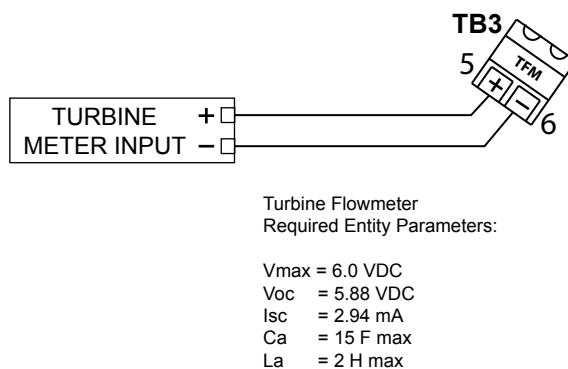 TB3
5
TFM
+ −
6
TURBINE +
METER INPUT −
Turbine Flowmeter
Required Entity Parameters:
Vmax = 6.0 VDC
Voc = 5.88 VDC
Isc = 2.94 mA
Ca = 15 F max
La = 2 H max